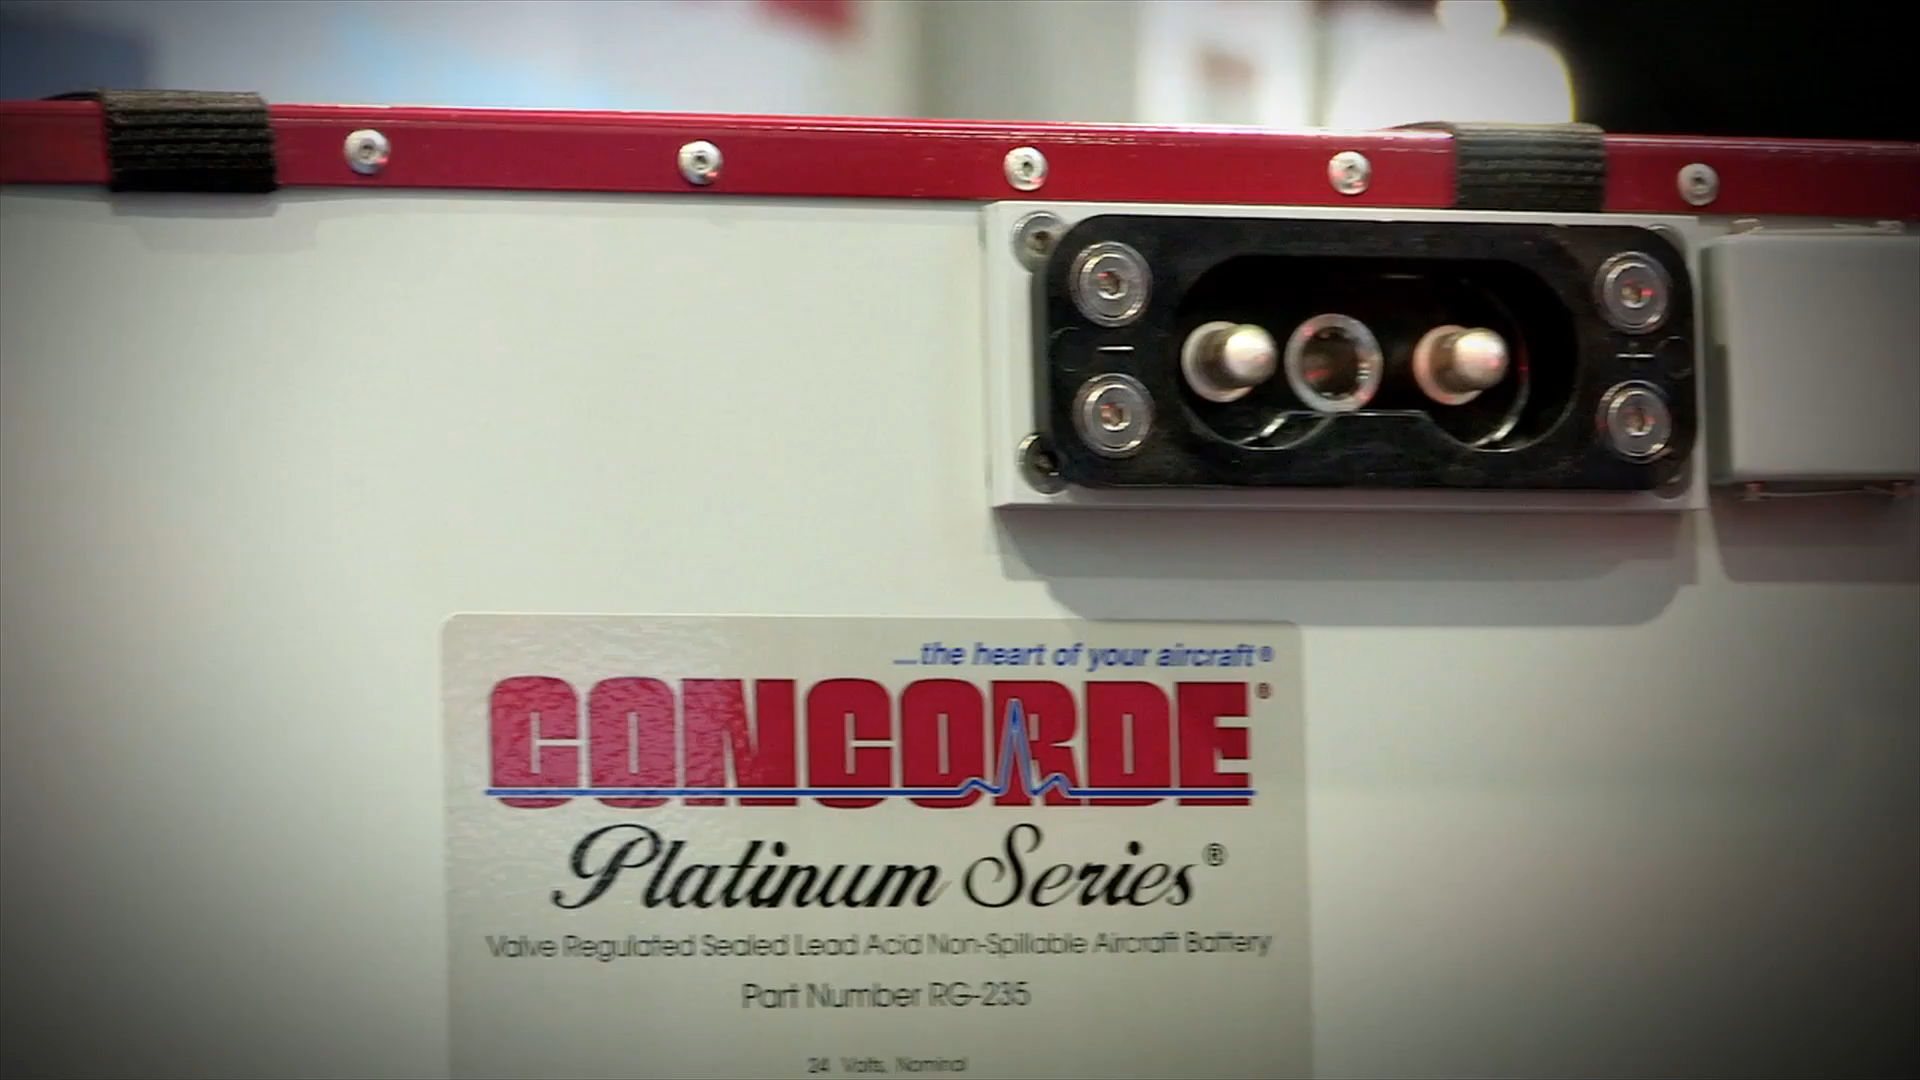 ...the heart of your aircraft®
CONCORDE®
Platinum Series®
Valve Regulated Sealed Lead Acid Non-Spillable Aircraft Battery
Part Number RG-235
24 Volts, Nominal